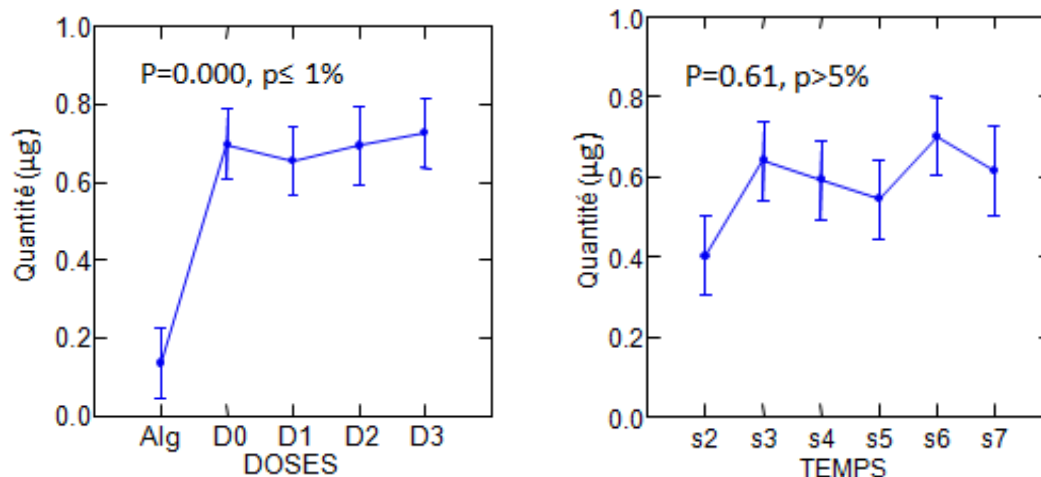 1.0
P=0.000, p≤ 1%
0.8
0.6
0.4
0.2
0.0
Quantité (µg)
Alg D0 D1 D2 D3
DOSES
1.0
P=0.61, p>5%
0.8
0.6
0.4
0.2
0.0
Quantité (µg)
s2 s3 s4 s5 s6 s7
TEMPS